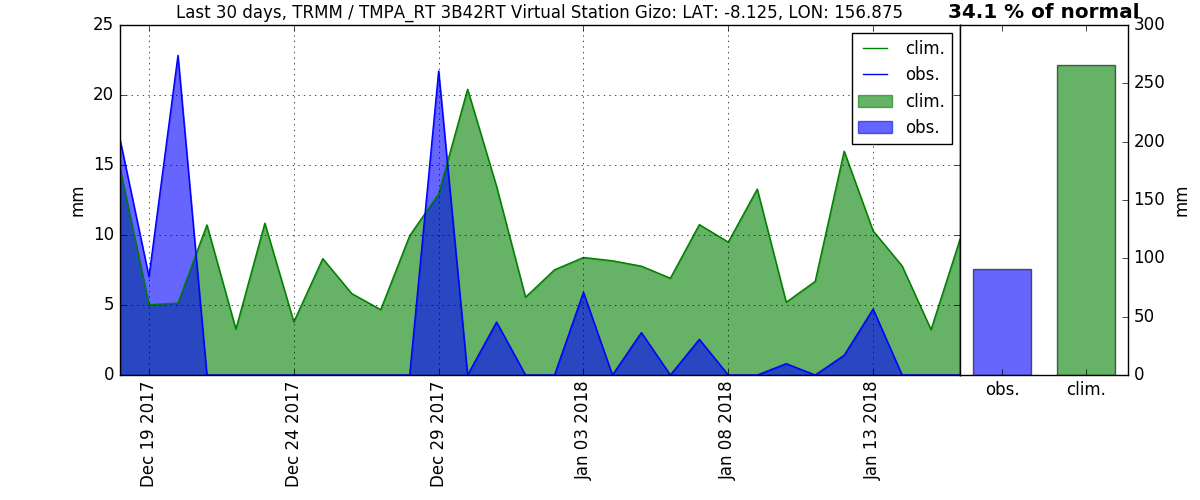 Last 30 days, TRMM / TMPA_RT 3B42RT Virtual Station Gizo: LAT: -8.125, LON: 156.875
34.1 % of normal
25
20
15
10
5
0
mm
clim.
obs.
clim.
obs.
Dec 19 2017
Dec 24 2017
Dec 29 2017
Jan 03 2018
Jan 08 2018
Jan 13 2018
300
250
200
150
100
50
0
mm
obs.
clim.